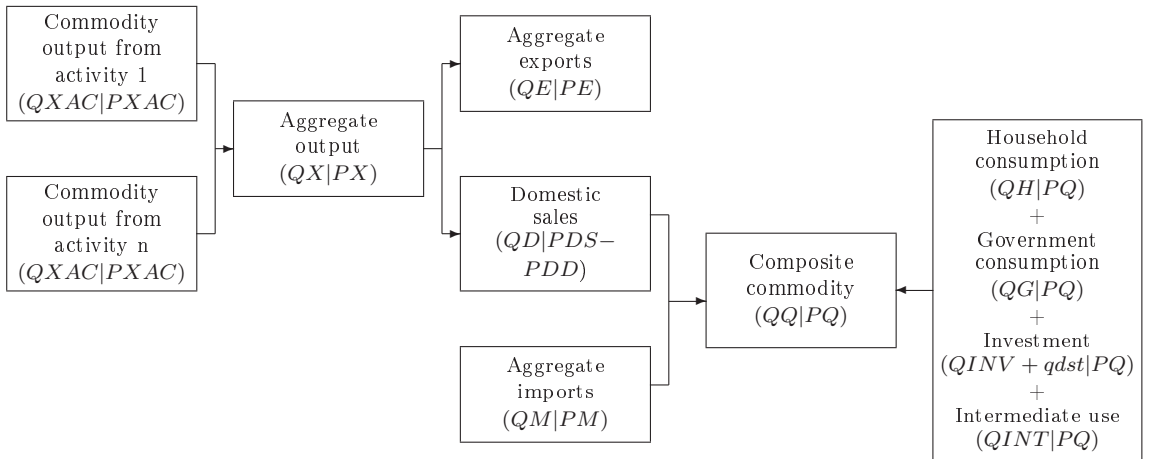 Commodity
output from
activity 1
(QXAC|PXAC)
Commodity
output from
activity n
(QXAC|PXAC)
Aggregate
output
(QX|PX)
Aggregate
exports
(QE|PE)
Domestic
sales
(QD|PDS−
PDD)
Aggregate
imports
(QM|PM)
Composite
commodity
(QQ|PQ)
Household
consumption
(QH|PQ)
+
Government
consumption
(QG|PQ)
+
Investment
(QINV + qdst|PQ)
+
Intermediate use
(QINT|PQ)